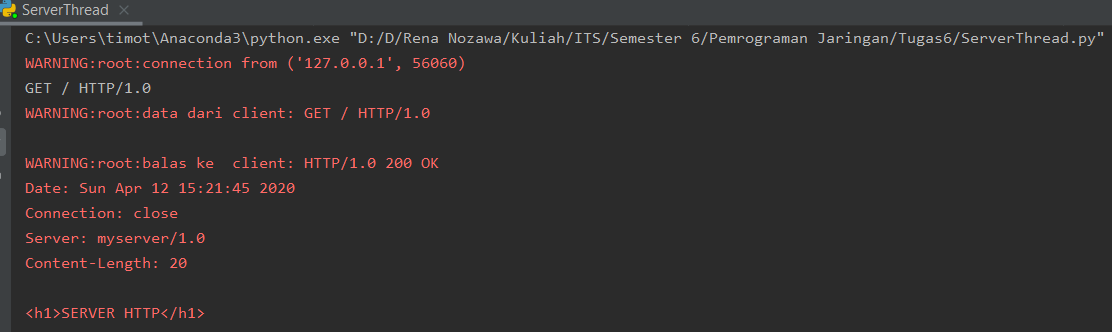 ServerThread
C:\Users\timot\Anaconda3\python.exe "D:/D/Rena Nozawa/Kuliah/ITS/Semester 6/Pemrograman Jaringan/Tugas6/ServerThread.py"
WARNING:root:connection from ('127.0.0.1', 56060)
GET / HTTP/1.0
WARNING:root:data dari client: GET / HTTP/1.0
WARNING:root:balas ke  client: HTTP/1.0 200 OK
Date: Sun Apr 12 15:21:45 2020
Connection: close
Server: myserver/1.0
Content-Length: 20
<h1>SERVER HTTP</h1>